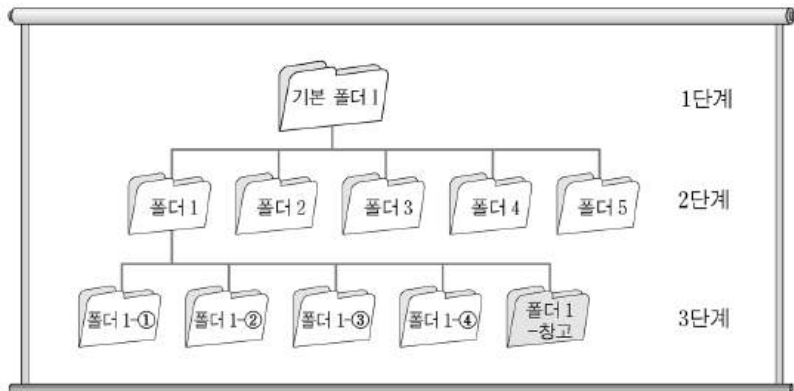 기본 폴더 Ⅰ
1단계
폴더 1
폴더 2
폴더 3
폴더 4
폴더 5
2단계
폴더 1-①
폴더 1-②
폴더 1-③
폴더 1-④
폴더 1
-창고
3단계